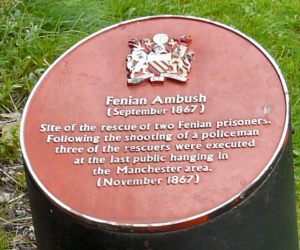 Fenian Ambush
(September 1867)
Site of the rescue of two Fenian prisoners.
Following the shooting of a policeman
three of the rescuers were executed
at the last public hanging in
the Manchester area.
(November 1867)